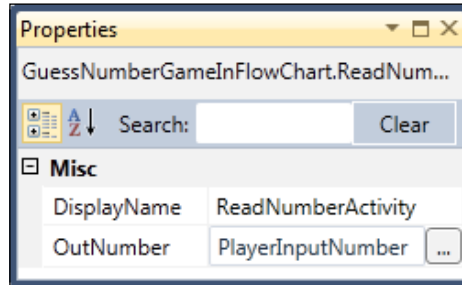 Properties
GuessNumberGameInFlowChart.ReadNum...
A Z Search: Clear
Misc
DisplayName ReadNumberActivity
OutNumber PlayerInputNumber ...